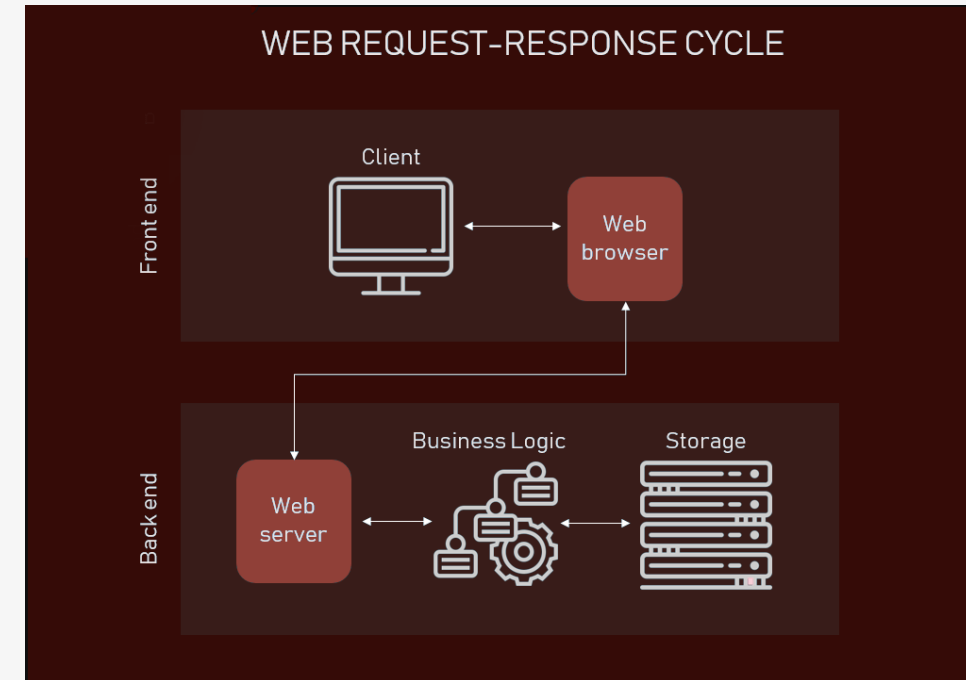 WEB REQUEST-RESPONSE CYCLE
Front end
Client
Web
browser
Back end
Business Logic
Storage
Web
server